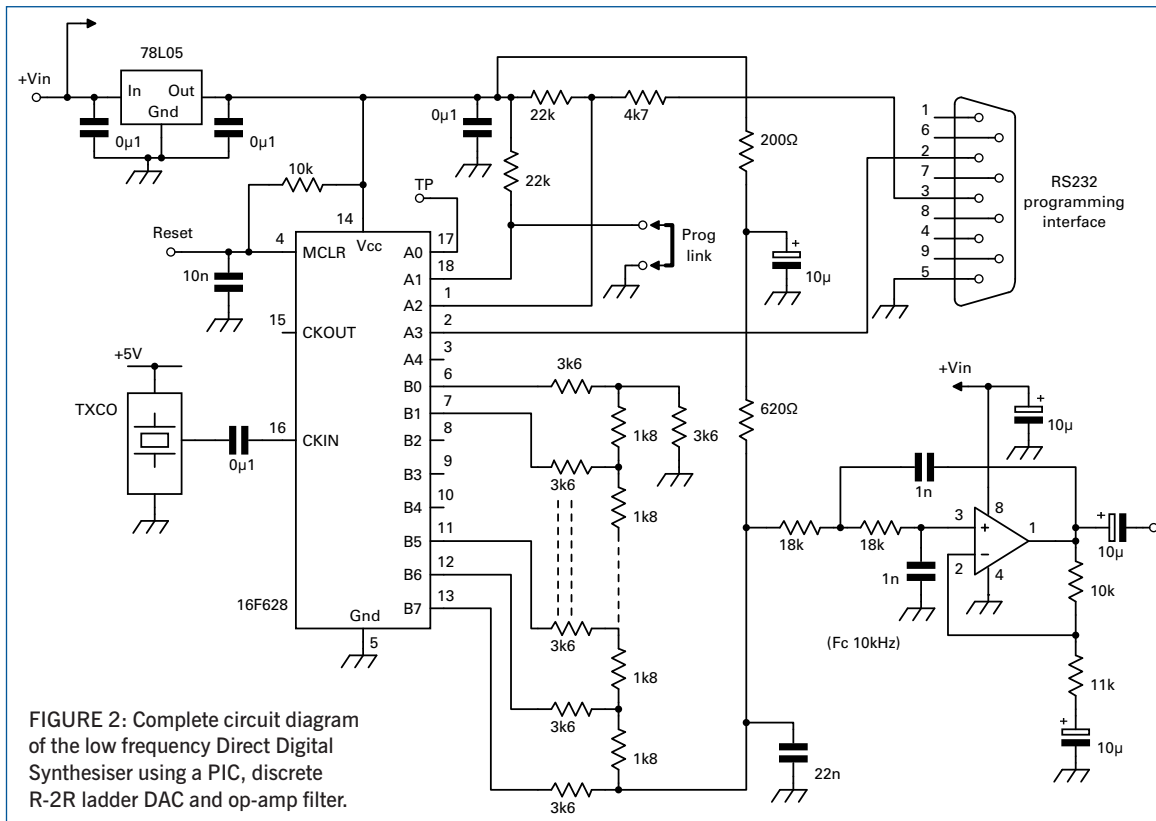 78L05
+Vin
In Out
Gnd
0µ1
0µ1
0µ1
22k
4k7
22k
200Ω
10k
TP
14
Vcc
Reset
4
MCLR
10n
15
CKOUT
+5V
TXCO
0µ1
16
CKIN
16F628
Gnd
5
A0
17
A1
18
A2
1
A3
2
A4
3
B0
6
B1
7
B2
8
B3
9
B4
10
B5
11
B6
12
B7
13
Prog
link
+
10µ
1
6
2
7
3
8
4
9
5
RS232
programming
interface
3k6
1k8
3k6
3k6
1k8
3k6
1k8
3k6
1k8
3k6
620Ω
22n
+Vin
+
10µ
1n
18k
18k
1n
3
+
8
1
2
−
4
+
10µ
10k
11k
+
10µ
(Fc 10kHz)
FIGURE 2: Complete circuit diagram
of the low frequency Direct Digital
Synthesiser using a PIC, discrete
R-2R ladder DAC and op-amp filter.